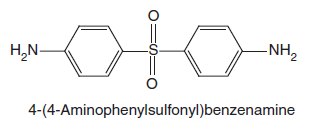 O
H₂N
S
NH₂
O
4-(4-Aminophenylsulfonyl)benzenamine